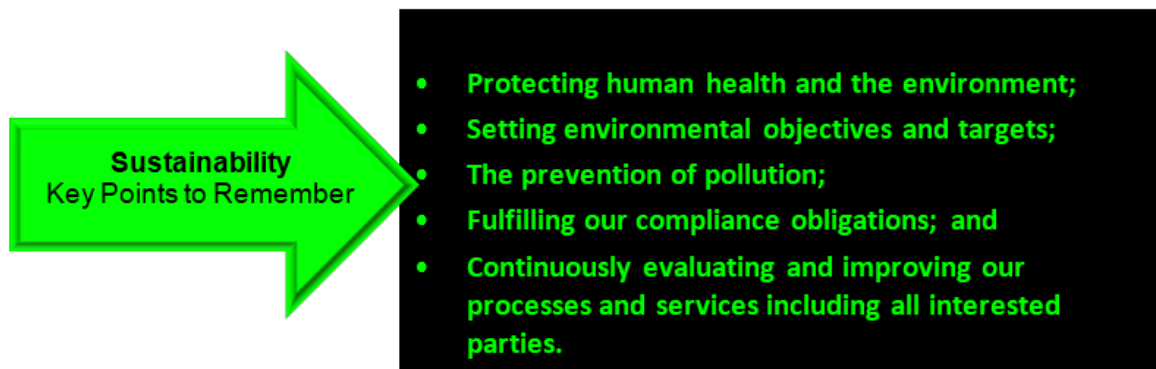 Sustainability
Key Points to Remember
• Protecting human health and the environment;
• Setting environmental objectives and targets;
• The prevention of pollution;
• Fulfilling our compliance obligations; and
• Continuously evaluating and improving our
processes and services including all interested
parties.